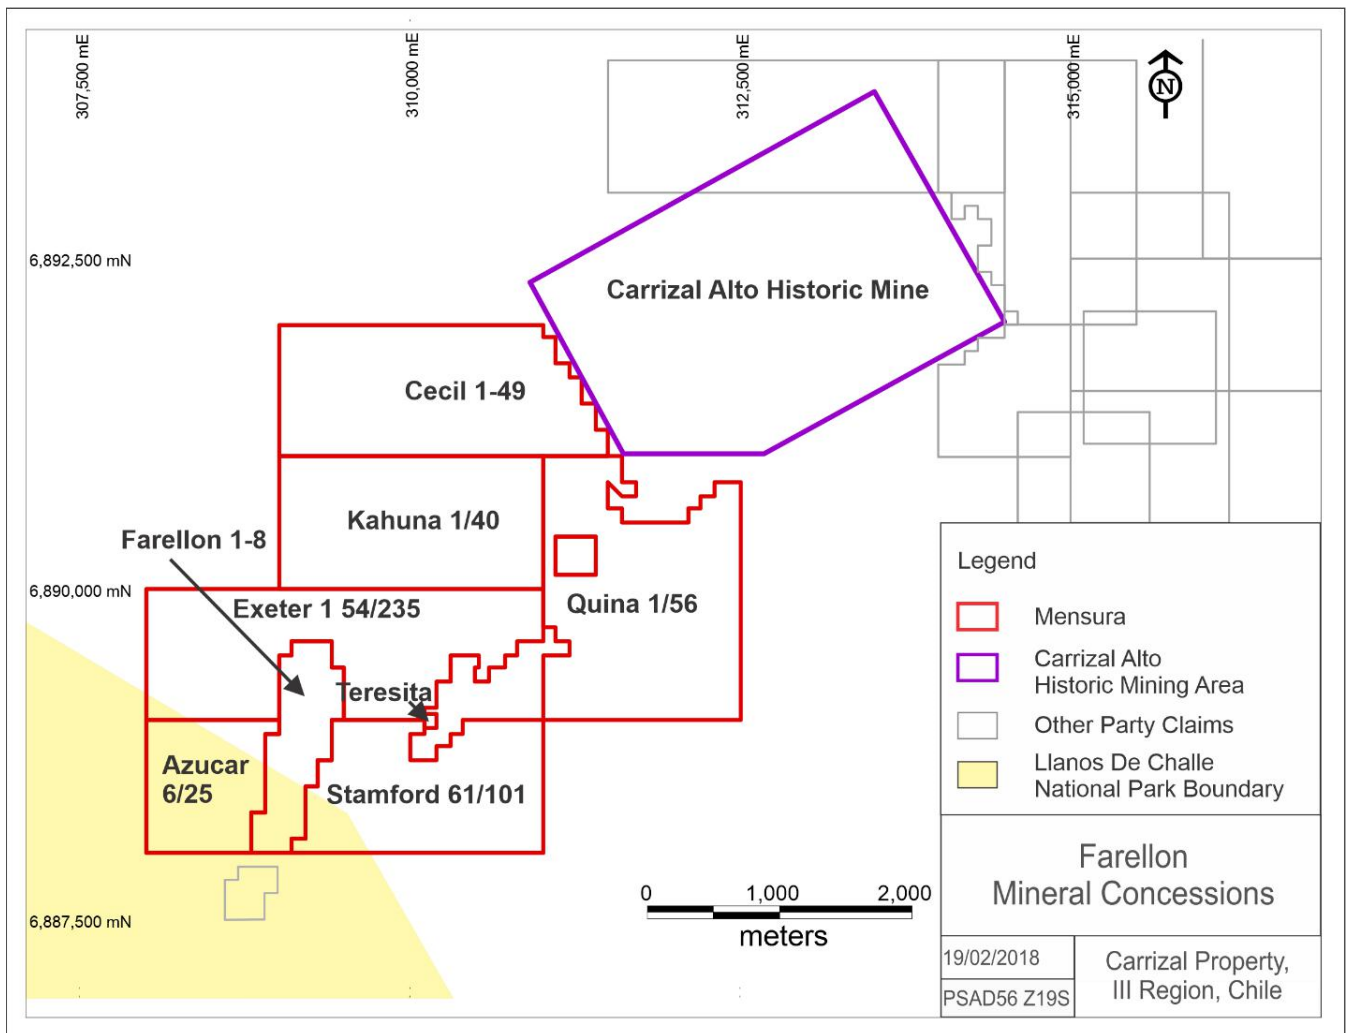 307,500 mE
310,000 mE
312,500 mE
315,000 mE
N
6,892,500 mN
Carrizal Alto Historic Mine
Cecil 1-49
Kahuna 1/40
Farellon 1-8
6,890,000 mN
Exeter 1 54/235
Quina 1/56
Teresita
Azucar
6/25
Stamford 61/101
6,887,500 mN
0 1,000 2,000
meters
Legend
Mensura
Carrizal Alto
Historic Mining Area
Other Party Claims
Llanos De Challe
National Park Boundary
Farellon
Mineral Concessions
19/02/2018
PSAD56 Z19S
Carrizal Property,
III Region, Chile